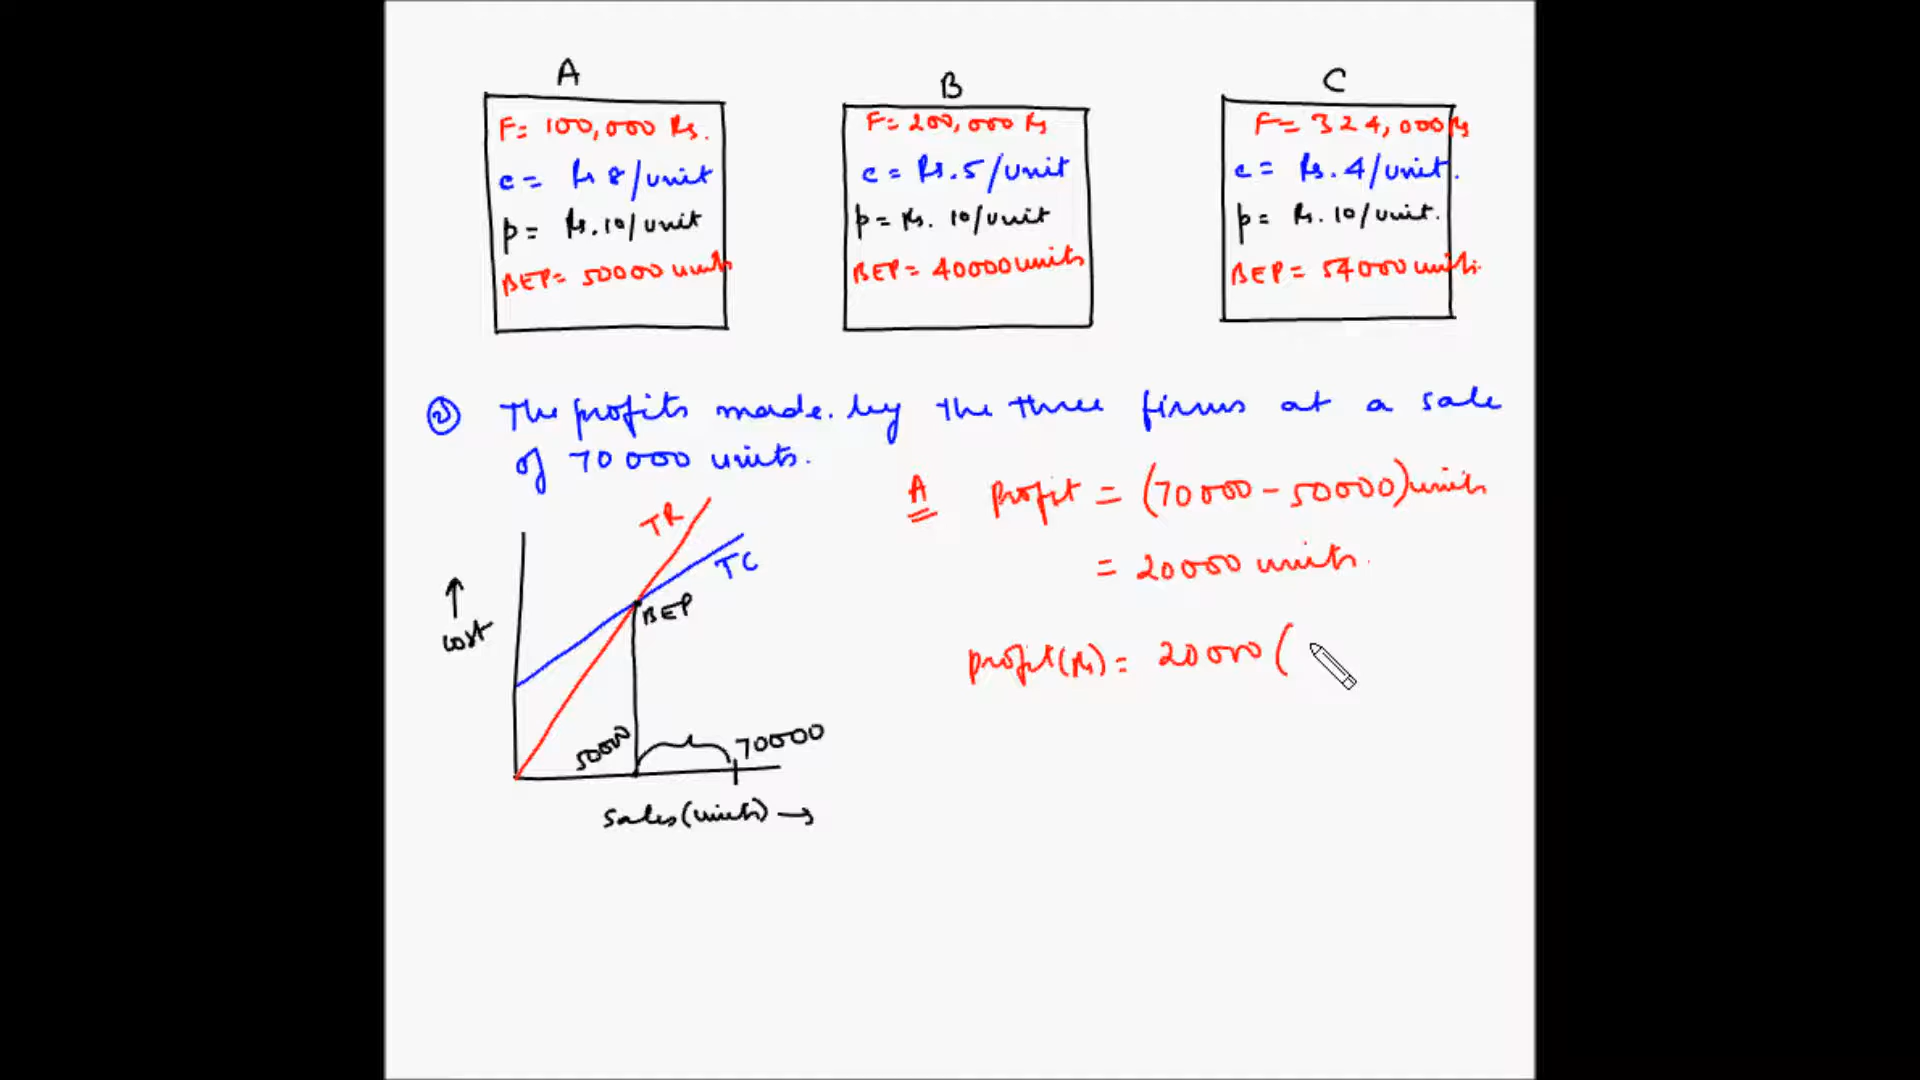 A
F= 100,000 Rs.
c= Rs 8/unit
p= Rs.10/unit
BEP= 50000 units
B
F= 200,000 Rs
c= Rs.5/unit
p= Rs. 10/unit
BEP= 40000 units
C
F= 324,000 Rs
c= Rs. 4/unit.
p= Rs. 10/unit.
BEP= 54000 units.
② The profits made by the three firms at a sale
of 70000 units.
A profit = (70000-50000) units
= 20000 units.
profit(Rs) = 20000 (
TR
TC
BEP
↑
cost
50000
70000
sales(units) →